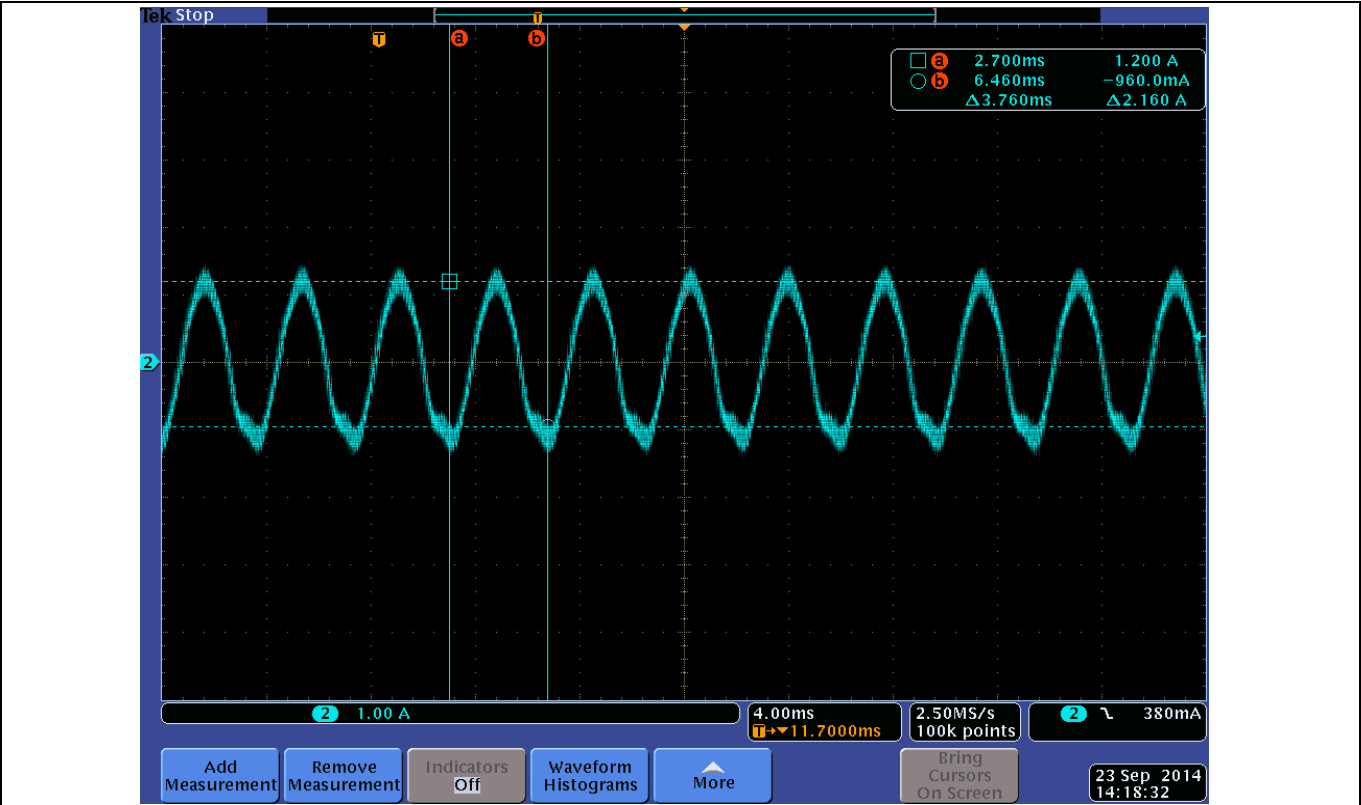 Tek Stop
T
T a b
a 2.700ms 1.200 A
b 6.460ms −960.0mA
Δ3.760ms Δ2.160 A
2
2 1.00 A
4.00ms
T→▼11.7000ms
2.50MS/s
100k points
2 380mA
Add
Measurement
Remove
Measurement
Indicators
Off
Waveform
Histograms
More
Bring
Cursors
On Screen
23 Sep 2014
14:18:32